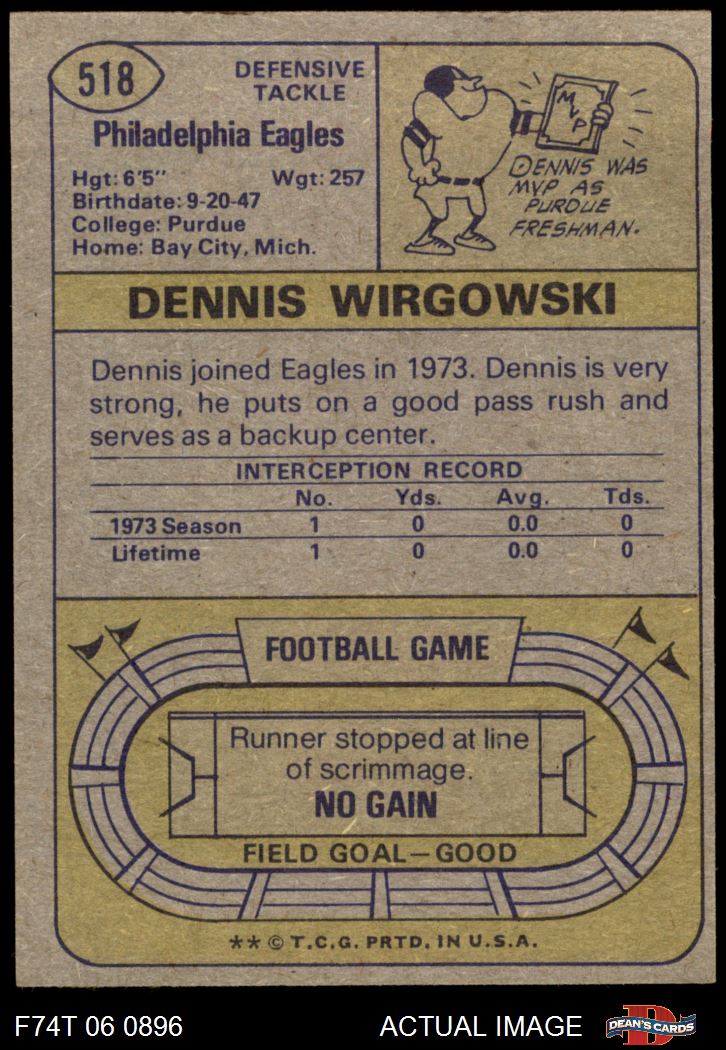 518
DEFENSIVE
TACKLE
Philadelphia Eagles
Hgt: 6'5" Wgt: 257
Birthdate: 9-20-47
College: Purdue
Home: Bay City, Mich.
MVP
DENNIS WAS
MVP AS
PURDUE
FRESHMAN.
DENNIS WIRGOWSKI
Dennis joined Eagles in 1973. Dennis is very
strong, he puts on a good pass rush and
serves as a backup center.
INTERCEPTION RECORD
No. Yds. Avg. Tds.
1973 Season 1 0 0.0 0
Lifetime 1 0 0.0 0
FOOTBALL GAME
Runner stopped at line
of scrimmage.
NO GAIN
FIELD GOAL—GOOD
** © T.C.G. PRTD. IN U.S.A.
F74T 06 0896 ACTUAL IMAGE
D
DEAN'S CARDS